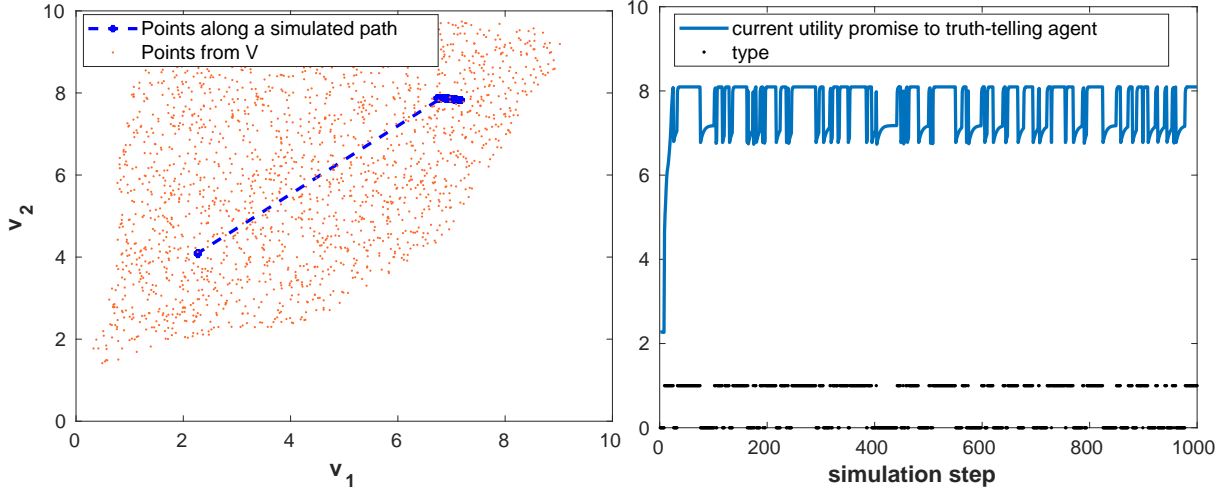 10
8
6
4
2
0
v_2
Points along a simulated path
Points from V
0 2 4 6 8 10
v_1
10
8
6
4
2
0
current utility promise to truth-telling agent
type
0 200 400 600 800 1000
simulation step